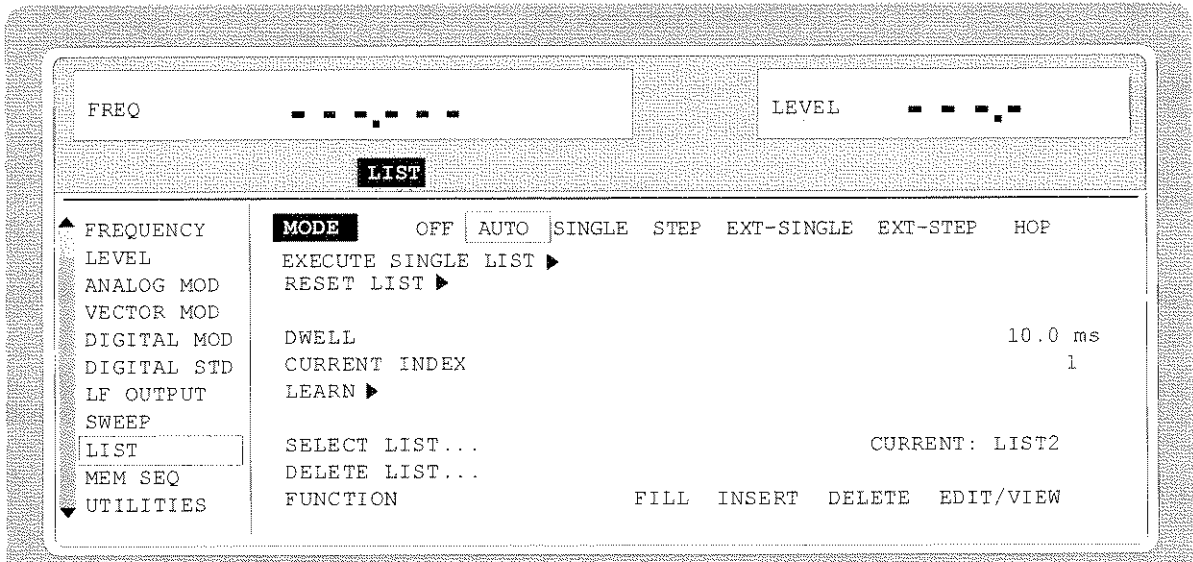 FREQ - - -.- - - LEVEL - - -.-
LIST
FREQUENCY
LEVEL
ANALOG MOD
VECTOR MOD
DIGITAL MOD
DIGITAL STD
LF OUTPUT
SWEEP
LIST
MEM SEQ
UTILITIES
MODE OFF AUTO SINGLE STEP EXT-SINGLE EXT-STEP HOP
EXECUTE SINGLE LIST ▶
RESET LIST ▶
DWELL 10.0 ms
CURRENT INDEX 1
LEARN ▶
SELECT LIST... CURRENT: LIST2
DELETE LIST...
FUNCTION FILL INSERT DELETE EDIT/VIEW